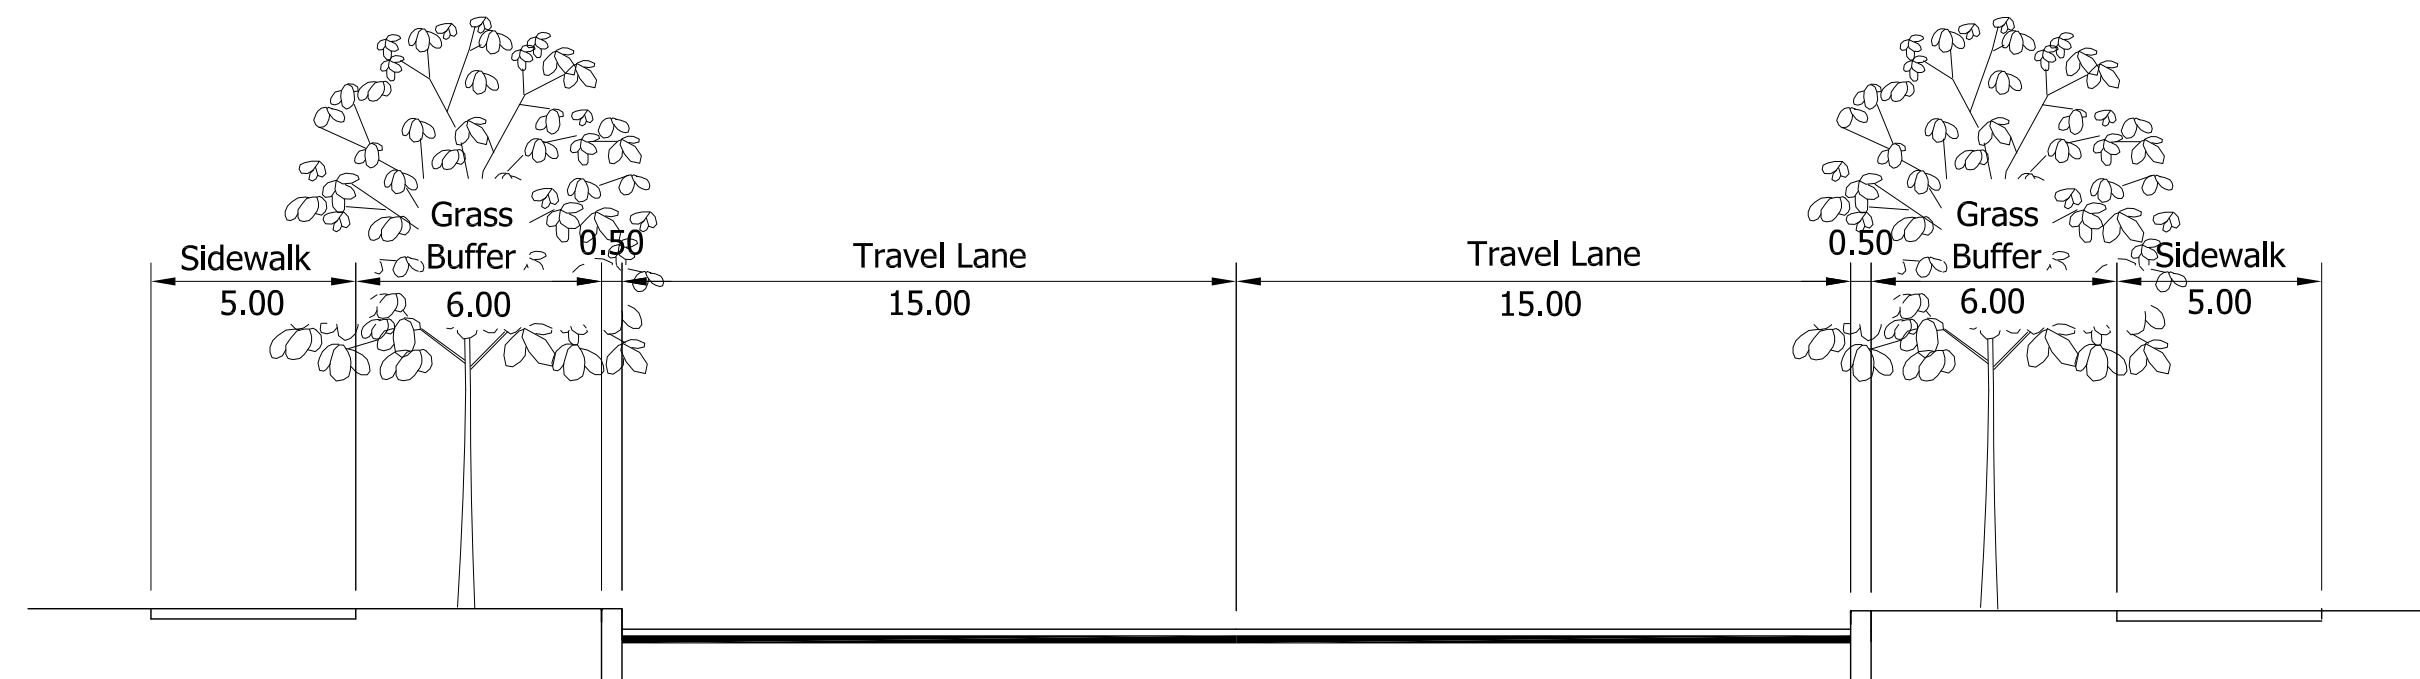 Sidewalk
5.00
Grass
Buffer
6.00
0.50
Travel Lane
15.00
Travel Lane
15.00
0.50
Grass
Buffer
6.00
Sidewalk
5.00